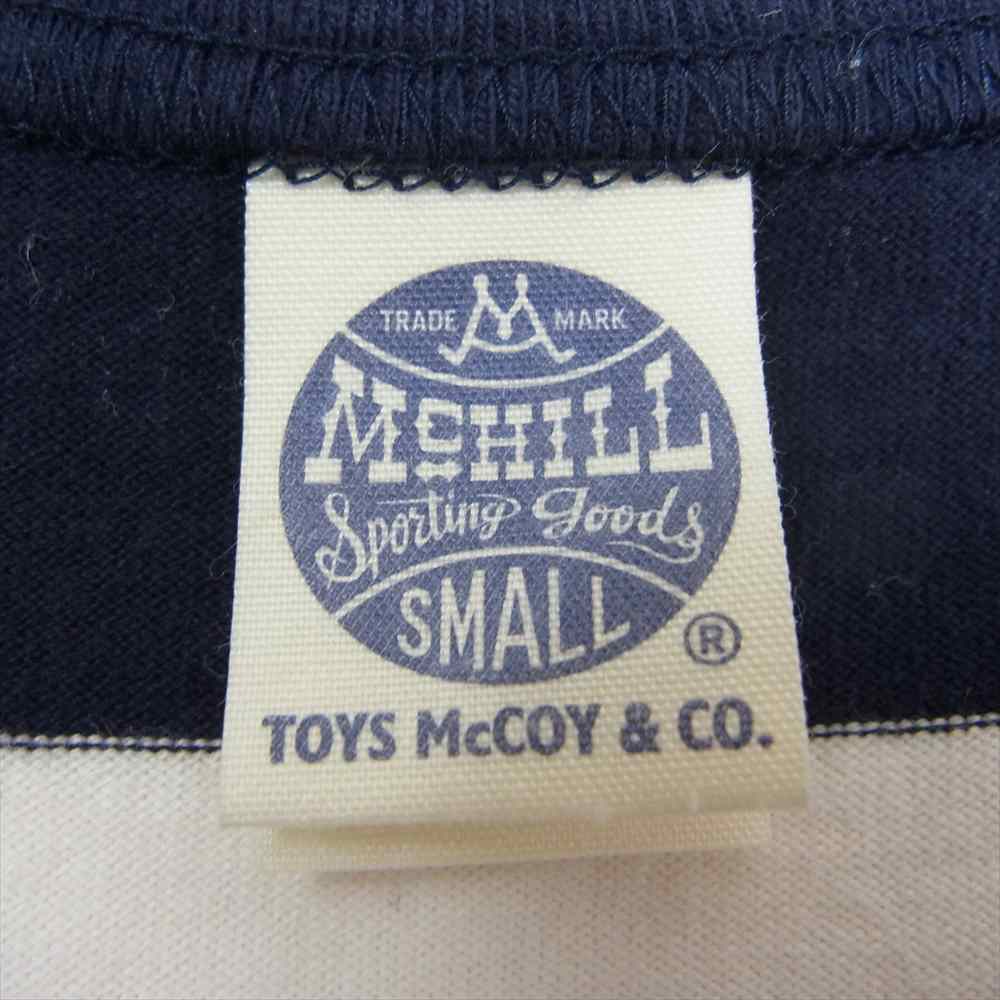 TRADE MARK
McHILL
Sporting Goods
SMALL
®
TOYS McCOY & CO.